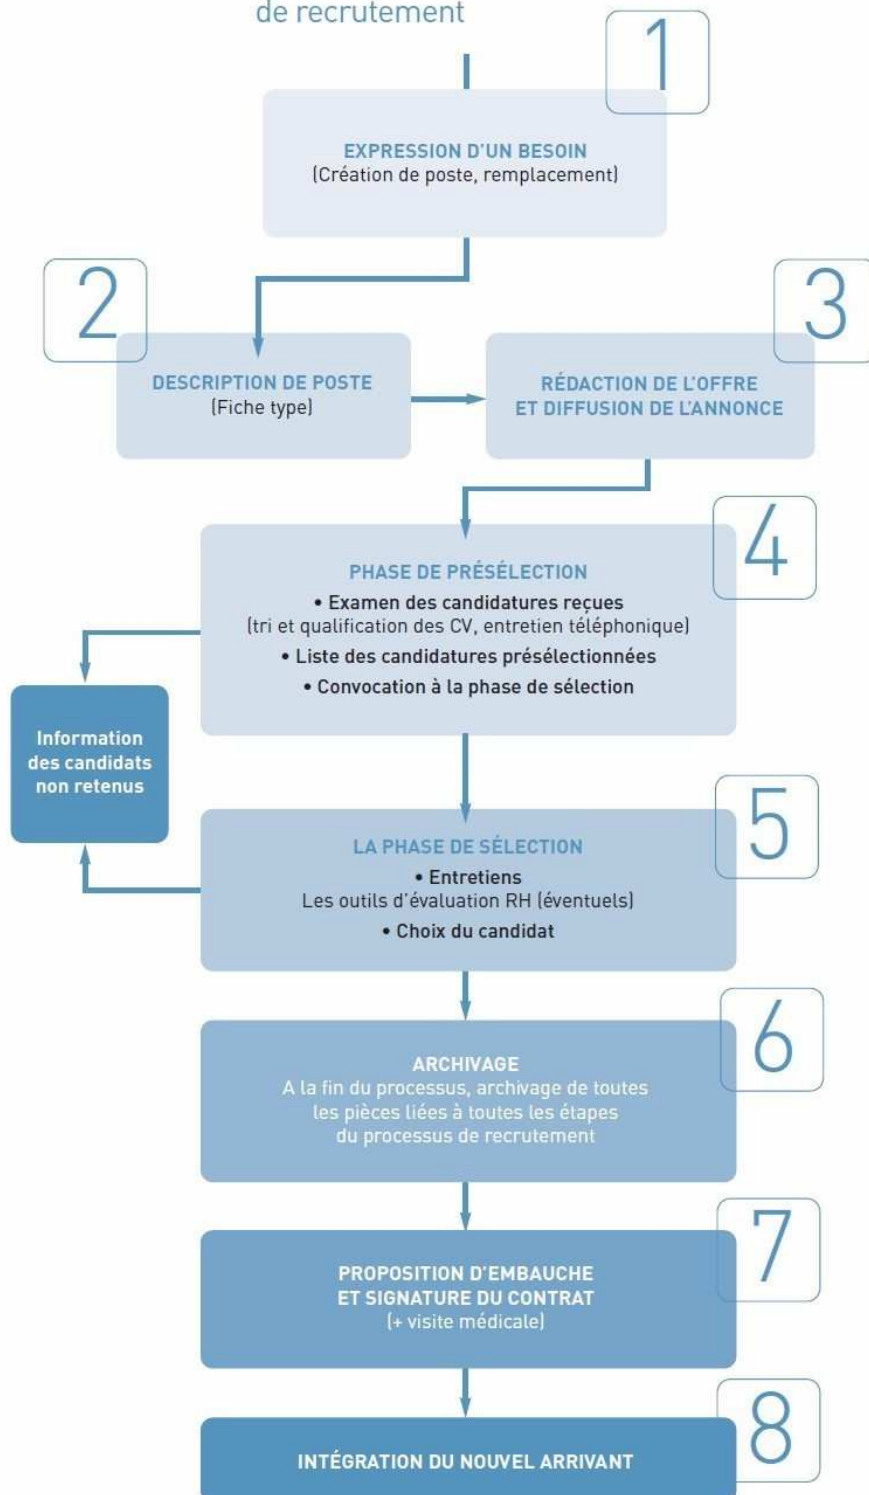 de recrutement
1
EXPRESSION D'UN BESOIN
(Création de poste, remplacement)
2
DESCRIPTION DE POSTE
(Fiche type)
3
RÉDACTION DE L'OFFRE
ET DIFFUSION DE L'ANNONCE
4
PHASE DE PRÉSÉLECTION
• Examen des candidatures reçues
(tri et qualification des CV, entretien téléphonique)
• Liste des candidatures présélectionnées
• Convocation à la phase de sélection
Information
des candidats
non retenus
5
LA PHASE DE SÉLECTION
• Entretiens
Les outils d'évaluation RH (éventuels)
• Choix du candidat
6
ARCHIVAGE
A la fin du processus, archivage de toutes
les pièces liées à toutes les étapes
du processus de recrutement
7
PROPOSITION D'EMBAUCHE
ET SIGNATURE DU CONTRAT
(+ visite médicale)
8
INTÉGRATION DU NOUVEL ARRIVANT